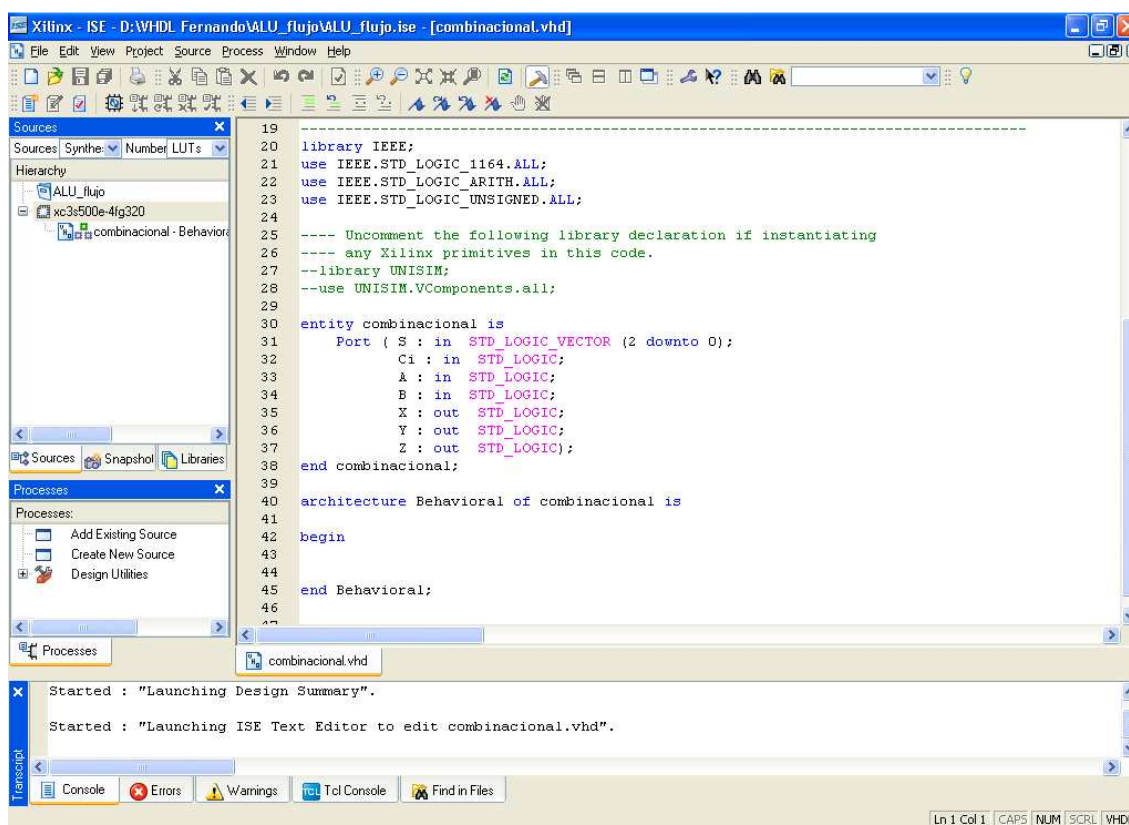 Xilinx - ISE - D:\VHDL Fernando\ALU_flujo\ALU_flujo.ise - [combinacional.vhd]
File Edit View Project Source Process Window Help
Sources
Sources Synthe: Number LUTs
Hierarchy
ALU_flujo
xc3s500e-4fg320
combinacional - Behaviora
Sources Snapshot Libraries
Processes
Processes:
Add Existing Source
Create New Source
Design Utilities
Processes
19 --------------------------------------------------------------------------------
20 library IEEE;
21 use IEEE.STD_LOGIC_1164.ALL;
22 use IEEE.STD_LOGIC_ARITH.ALL;
23 use IEEE.STD_LOGIC_UNSIGNED.ALL;
24
25 ---- Uncomment the following library declaration if instantiating
26 ---- any Xilinx primitives in this code.
27 --library UNISIM;
28 --use UNISIM.VComponents.all;
29
30 entity combinacional is
31 Port ( S : in STD_LOGIC_VECTOR (2 downto 0);
32 Ci : in STD_LOGIC;
33 A : in STD_LOGIC;
34 B : in STD_LOGIC;
35 X : out STD_LOGIC;
36 Y : out STD_LOGIC;
37 Z : out STD_LOGIC);
38 end combinacional;
39
40 architecture Behavioral of combinacional is
41
42 begin
43
44
45 end Behavioral;
46
47
combinacional.vhd
Started : "Launching Design Summary".
Started : "Launching ISE Text Editor to edit combinacional.vhd".
Transcript
Console Errors Warnings Tcl Console Find in Files
Ln 1 Col 1 CAPS NUM SCRL VHD